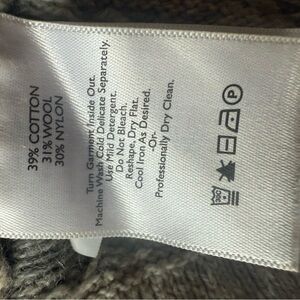 39% COTTON
31% WOOL
30% NYLON
Turn Garment Inside Out.
Machine Wash Cold Delicate Separately.
Use Mild Detergent.
Do Not Bleach.
Reshape, Dry Flat.
Cool Iron As Desired.
-Or-
Professionally Dry Clean.
30C
P